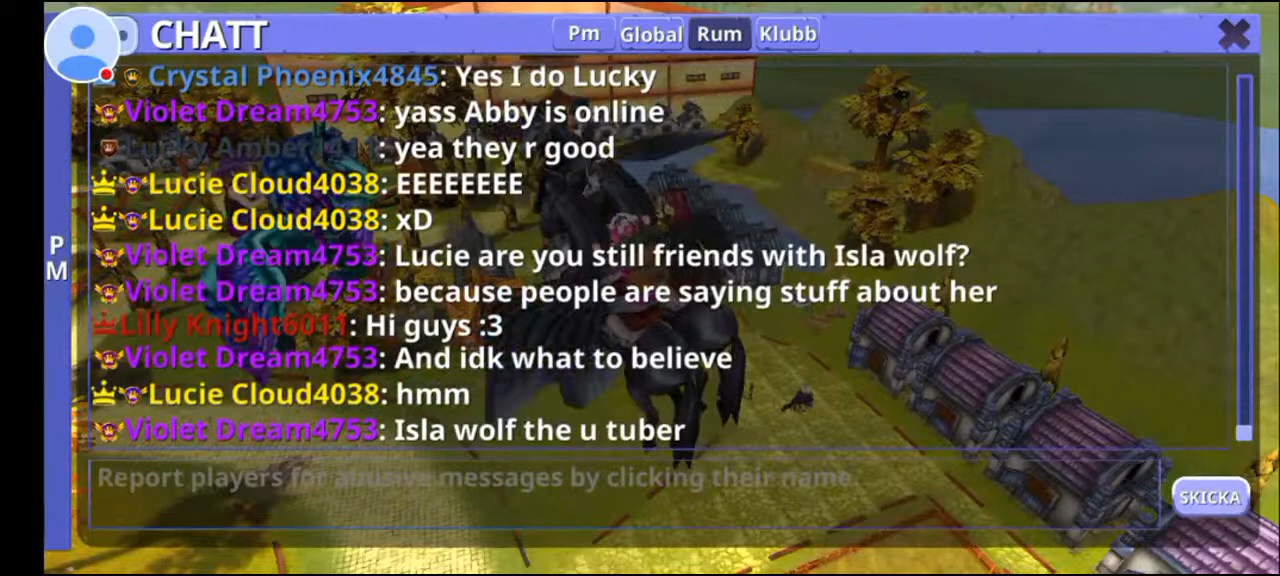 CHATT
Pm Global Rum Klubb
Crystal Phoenix4845: Yes I do Lucky
Violet Dream4753: yass Abby is online
Lucky Amber1411: yea they r good
Lucie Cloud4038: EEEEEEEE
Lucie Cloud4038: xD
Violet Dream4753: Lucie are you still friends with Isla wolf?
Violet Dream4753: because people are saying stuff about her
Lilly Knight6011: Hi guys :3
Violet Dream4753: And idk what to believe
Lucie Cloud4038: hmm
Violet Dream4753: Isla wolf the u tuber
PM
Report players for abusive messages by clicking their name.
SKICKA